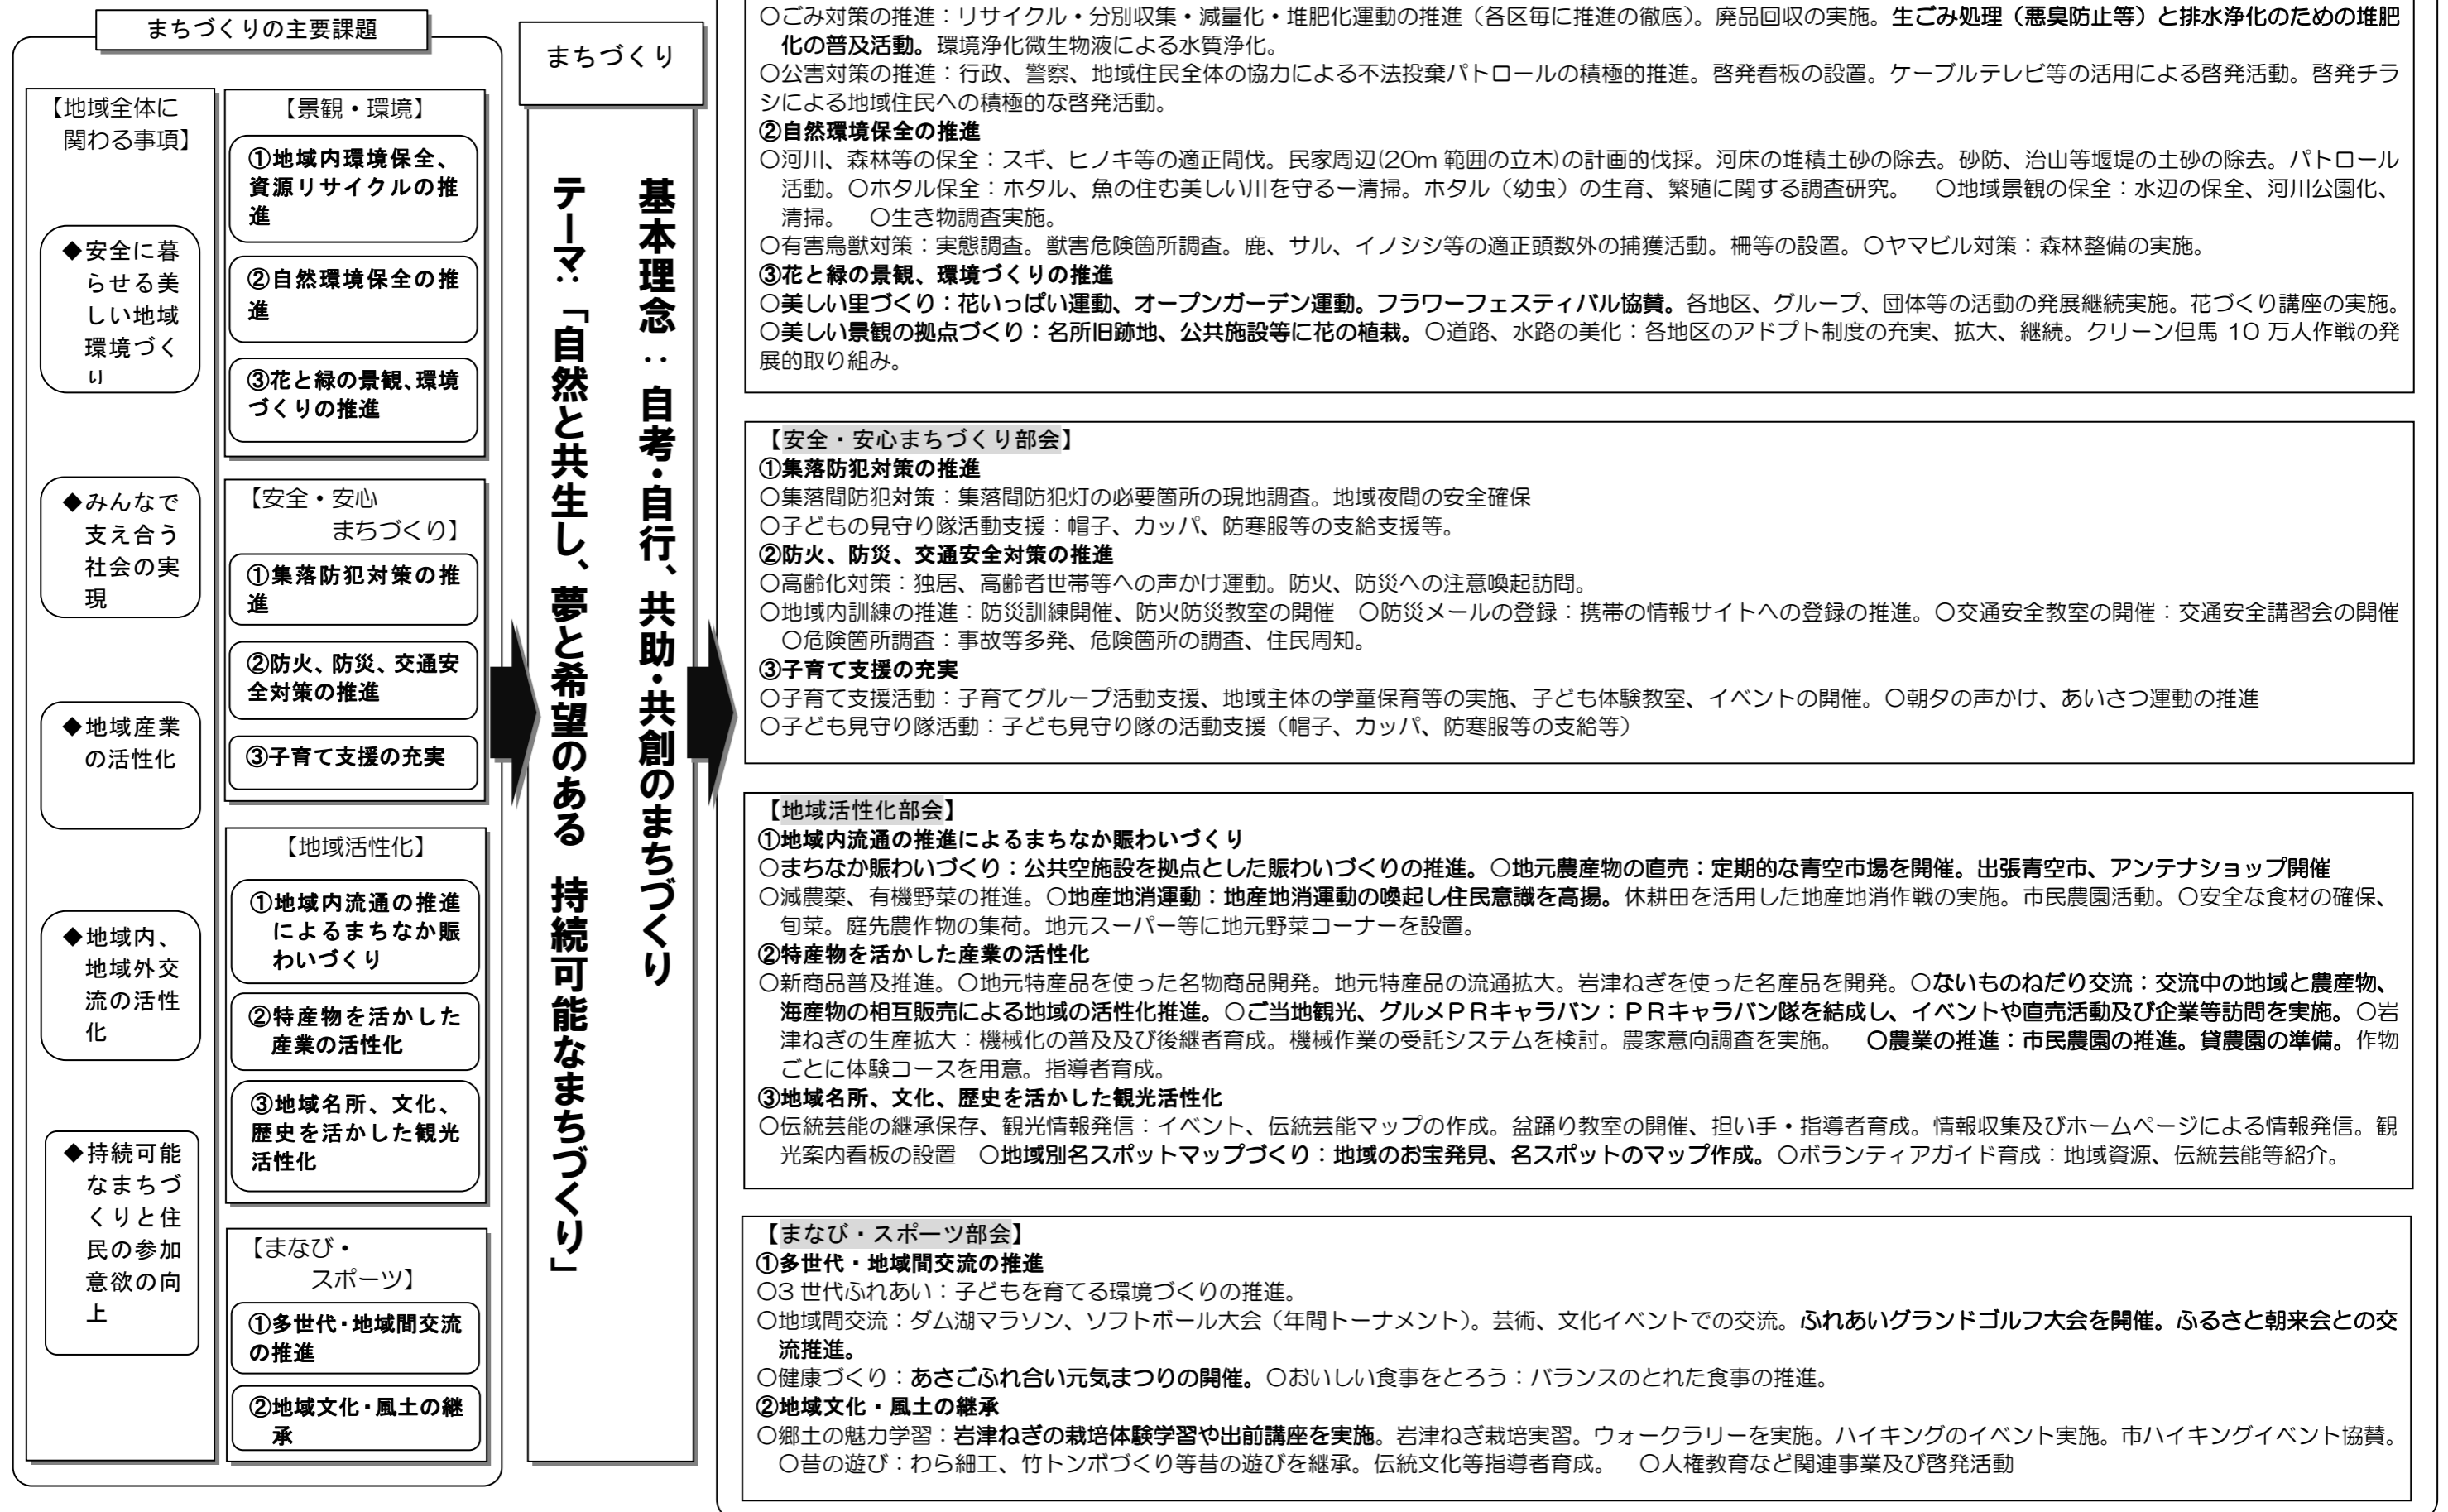 まちづくりの主要課題
【地域全体に
関わる事項】
◆安全に暮
らせる美
しい地域
環境づく
り
◆みんなで
支え合う
社会の実
現
◆地域産業
の活性化
◆地域内、
地域外交
流の活性
化
◆持続可能
なまちづ
くりと住
民の参加
意欲の向
上
【景観・環境】
①地域内環境保全、
資源リサイクルの推
進
②自然環境保全の推
進
③花と緑の景観、環境
づくりの推進
【安全・安心
まちづくり】
①集落防犯対策の推
進
②防火、防災、交通安
全対策の推進
③子育て支援の充実
【地域活性化】
①地域内流通の推進
によるまちなか賑
わいづくり
②特産物を活かした
産業の活性化
③地域名所、文化、
歴史を活かした観光
活性化
【まなび・
スポーツ】
①多世代・地域間交流
の推進
②地域文化・風土の継
承
まちづくり
基本理念：自考・自行、共助・共創のまちづくり
テーマ：「自然と共生し、夢と希望のある　持続可能なまちづくり」
○ごみ対策の推進：リサイクル・分別収集・減量化・堆肥化運動の推進（各区毎に推進の徹底）。廃品回収の実施。生ごみ処理（悪臭防止等）と排水浄化のための堆肥
化の普及活動。環境浄化微生物液による水質浄化。
○公害対策の推進：行政、警察、地域住民全体の協力による不法投棄パトロールの積極的推進。啓発看板の設置。ケーブルテレビ等の活用による啓発活動。啓発チラ
シによる地域住民への積極的な啓発活動。
②自然環境保全の推進
○河川、森林等の保全：スギ、ヒノキ等の適正間伐。民家周辺(20m 範囲の立木)の計画的伐採。河床の堆積土砂の除去。砂防、治山等堰堤の土砂の除去。パトロール
活動。○ホタル保全：ホタル、魚の住む美しい川を守るー清掃。ホタル（幼虫）の生育、繁殖に関する調査研究。　○地域景観の保全：水辺の保全、河川公園化、
清掃。　○生き物調査実施。
○有害鳥獣対策：実態調査。獣害危険箇所調査。鹿、サル、イノシシ等の適正頭数外の捕獲活動。柵等の設置。○ヤマビル対策：森林整備の実施。
③花と緑の景観、環境づくりの推進
○美しい里づくり：花いっぱい運動、オープンガーデン運動。フラワーフェスティバル協賛。各地区、グループ、団体等の活動の発展継続実施。花づくり講座の実施。
○美しい景観の拠点づくり：名所旧跡地、公共施設等に花の植栽。○道路、水路の美化：各地区のアドプト制度の充実、拡大、継続。クリーン但馬 10 万人作戦の発
展的取り組み。
【安全・安心まちづくり部会】
①集落防犯対策の推進
○集落間防犯対策：集落間防犯灯の必要箇所の現地調査。地域夜間の安全確保
○子どもの見守り隊活動支援：帽子、カッパ、防寒服等の支給支援等。
②防火、防災、交通安全対策の推進
○高齢化対策：独居、高齢者世帯等への声かけ運動。防火、防災への注意喚起訪問。
○地域内訓練の推進：防災訓練開催、防火防災教室の開催　○防災メールの登録：携帯の情報サイトへの登録の推進。○交通安全教室の開催：交通安全講習会の開催
○危険箇所調査：事故等多発、危険箇所の調査、住民周知。
③子育て支援の充実
○子育て支援活動：子育てグループ活動支援、地域主体の学童保育等の実施、子ども体験教室、イベントの開催。○朝夕の声かけ、あいさつ運動の推進
○子ども見守り隊活動：子ども見守り隊の活動支援（帽子、カッパ、防寒服等の支給等）
【地域活性化部会】
①地域内流通の推進によるまちなか賑わいづくり
○まちなか賑わいづくり：公共空施設を拠点とした賑わいづくりの推進。○地元農産物の直売：定期的な青空市場を開催。出張青空市、アンテナショップ開催
○減農薬、有機野菜の推進。○地産地消運動：地産地消運動の喚起し住民意識を高揚。休耕田を活用した地産地消作戦の実施。市民農園活動。○安全な食材の確保、
旬菜。庭先農作物の集荷。地元スーパー等に地元野菜コーナーを設置。
②特産物を活かした産業の活性化
○新商品普及推進。○地元特産品を使った名物商品開発。地元特産品の流通拡大。岩津ねぎを使った名産品を開発。○ないものねだり交流：交流中の地域と農産物、
海産物の相互販売による地域の活性化推進。○ご当地観光、グルメＰＲキャラバン：ＰＲキャラバン隊を結成し、イベントや直売活動及び企業等訪問を実施。○岩
津ねぎの生産拡大：機械化の普及及び後継者育成。機械作業の受託システムを検討。農家意向調査を実施。　○農業の推進：市民農園の推進。貸農園の準備。作物
ごとに体験コースを用意。指導者育成。
③地域名所、文化、歴史を活かした観光活性化
○伝統芸能の継承保存、観光情報発信：イベント、伝統芸能マップの作成。盆踊り教室の開催、担い手・指導者育成。情報収集及びホームページによる情報発信。観
光案内看板の設置　○地域別名スポットマップづくり：地域のお宝発見、名スポットのマップ作成。○ボランティアガイド育成：地域資源、伝統芸能等紹介。
【まなび・スポーツ部会】
①多世代・地域間交流の推進
○3 世代ふれあい：子どもを育てる環境づくりの推進。
○地域間交流：ダム湖マラソン、ソフトボール大会（年間トーナメント）。芸術、文化イベントでの交流。ふれあいグランドゴルフ大会を開催。ふるさと朝来会との交
流推進。
○健康づくり：あさごふれ合い元気まつりの開催。○おいしい食事をとろう：バランスのとれた食事の推進。
②地域文化・風土の継承
○郷土の魅力学習：岩津ねぎの栽培体験学習や出前講座を実施。岩津ねぎ栽培実習。ウォークラリーを実施。ハイキングのイベント実施。市ハイキングイベント協賛。
○昔の遊び：わら細工、竹トンボづくり等昔の遊びを継承。伝統文化等指導者育成。　○人権教育など関連事業及び啓発活動